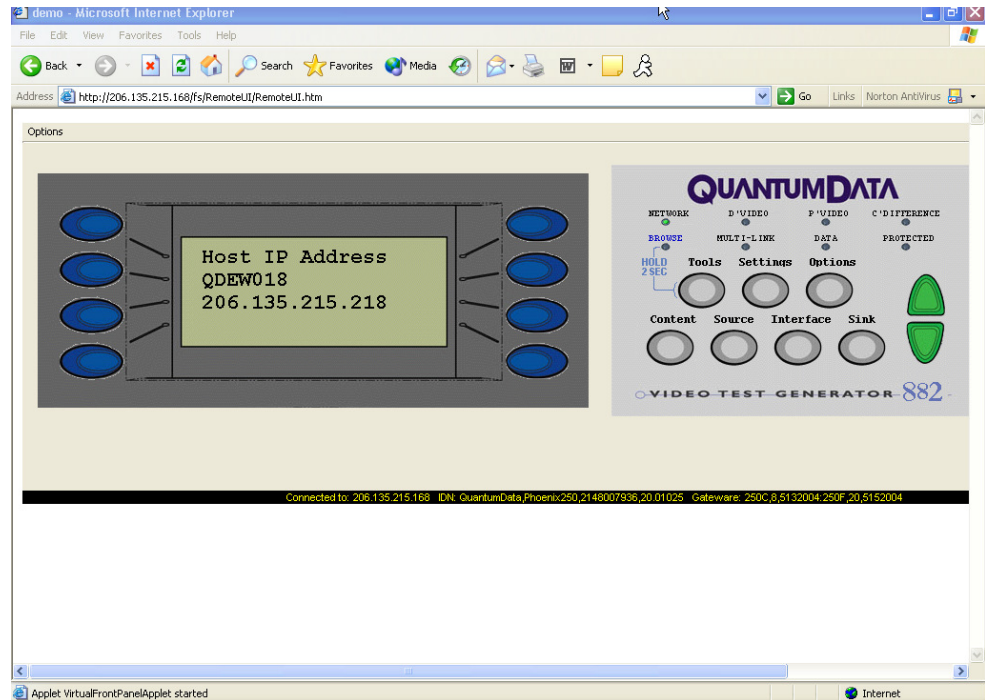 demo - Microsoft Internet Explorer
File Edit View Favorites Tools Help
Back Search Favorites Media
Address http://206.135.215.168/fs/RemoteUI/RemoteUI.htm Go Links Norton AntiVirus
Options
Host IP Address
QDEW018
206.135.215.218
QUANTUMDATA
NETWORK D'VIDEO P'VIDEO C'DIFFERENCE
BROWSE MULTI-LINK DATA PROTECTED
HOLD
2 SEC
Tools Settings Options
Content Source Interface Sink
VIDEO TEST GENERATOR 882
Connected to: 206.135.215.168 IDN: QuantumData,Phoenix250,2148007936,20.01025 Gateware: 250C,8,5132004:250F,20,5152004
Applet VirtualFrontPanelApplet started Internet